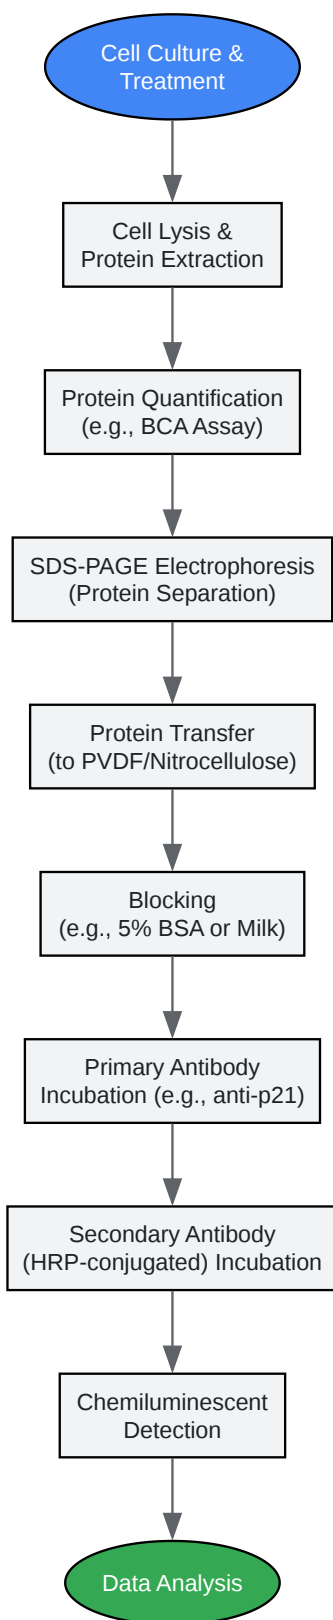 Cell Culture &
Treatment
Cell Lysis &
Protein Extraction
Protein Quantification
(e.g., BCA Assay)
SDS-PAGE Electrophoresis
(Protein Separation)
Protein Transfer
(to PVDF/Nitrocellulose)
Blocking
(e.g., 5% BSA or Milk)
Primary Antibody
Incubation (e.g., anti-p21)
Secondary Antibody
(HRP-conjugated) Incubation
Chemiluminescent
Detection
Data Analysis